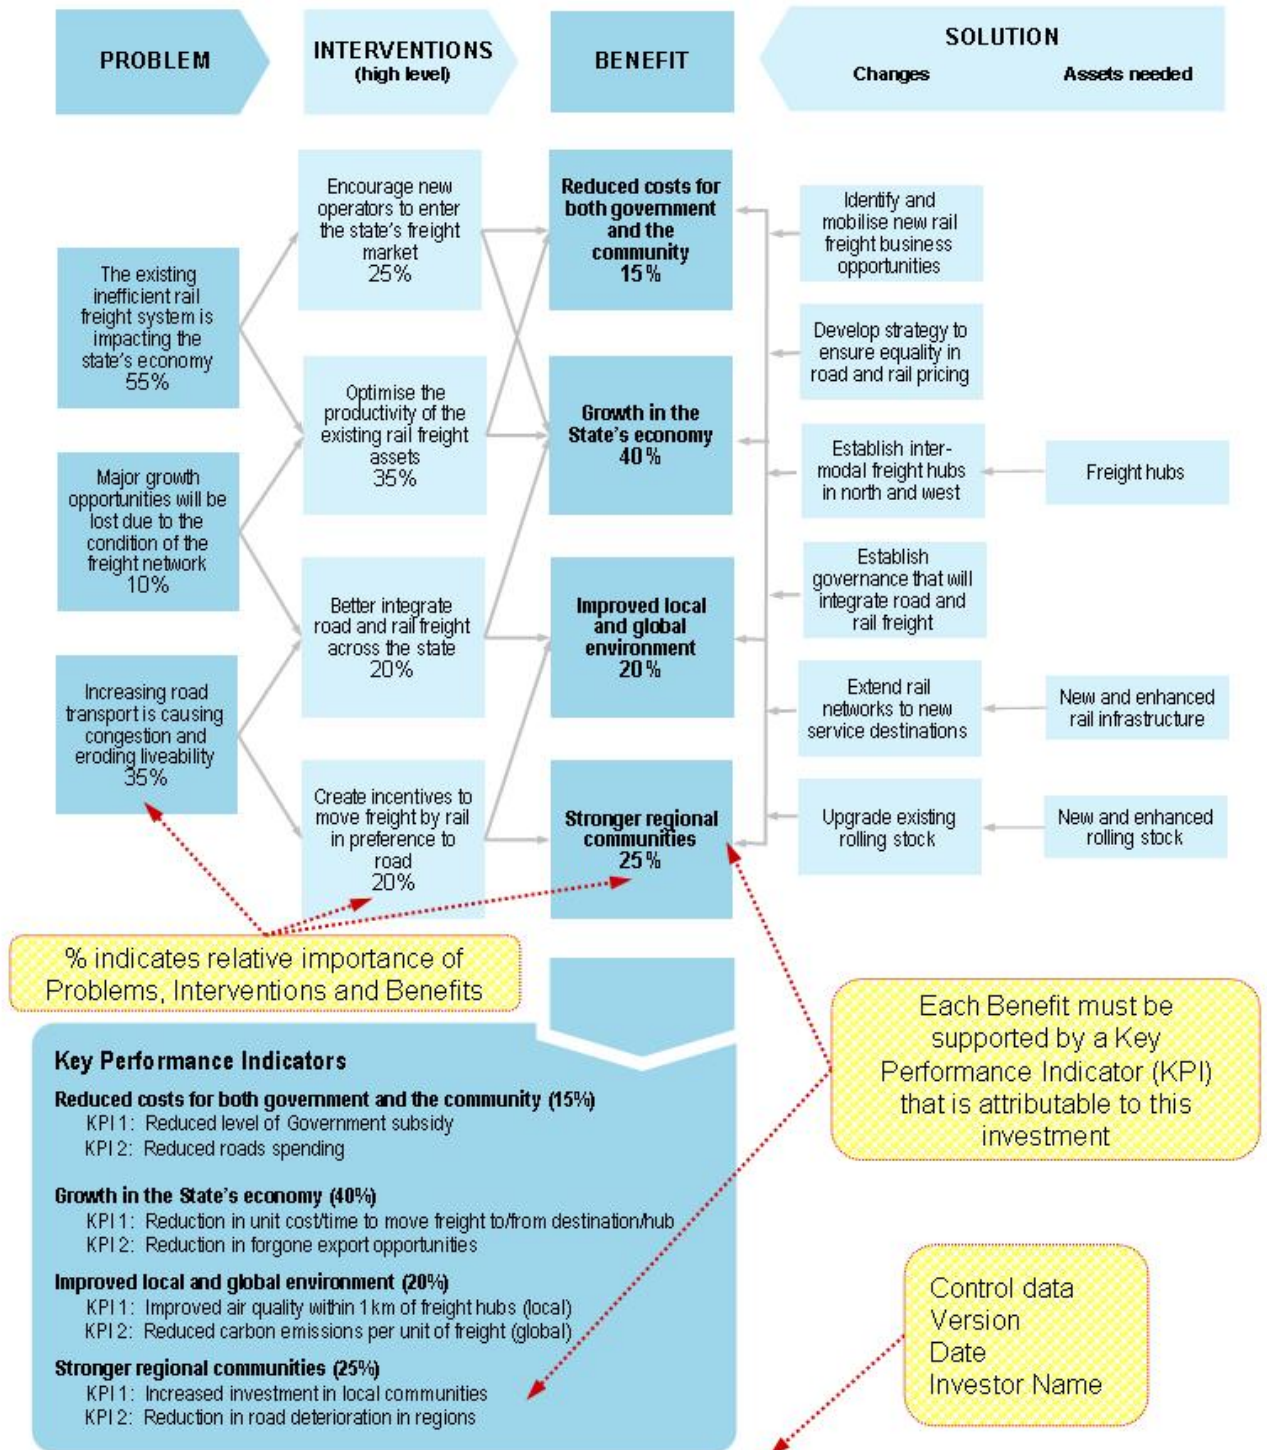 PROBLEM
INTERVENTIONS
(high level)
BENEFIT
SOLUTION
Changes
Assets needed
The existing
inefficient rail
freight system is
impacting the
state's economy
55%
Major growth
opportunities will be
lost due to the
condition of the
freight network
10%
Increasing road
transport is causing
congestion and
eroding liveability
35%
Encourage new
operators to enter
the state's freight
market
25%
Optimise the
productivity of the
existing rail freight
assets
35%
Better integrate
road and rail freight
across the state
20%
Create incentives to
move freight by rail
in preference to
road
20%
Reduced costs for
both government
and the
community
15%
Growth in the
State's economy
40%
Improved local
and global
environment
20%
Stronger regional
communities
25%
Identify and
mobilise new rail
freight business
opportunities
Develop strategy to
ensure equality in
road and rail pricing
Establish inter-
modal freight hubs
in north and west
Establish
governance that will
integrate road and
rail freight
Extend rail
networks to new
service destinations
Upgrade existing
rolling stock
Freight hubs
New and enhanced
rail infrastructure
New and enhanced
rolling stock
% indicates relative importance of
Problems, Interventions and Benefits
Each Benefit must be
supported by a Key
Performance Indicator (KPI)
that is attributable to this
investment
Key Performance Indicators
Reduced costs for both government and the community (15%)
KPI 1: Reduced level of Government subsidy
KPI 2: Reduced roads spending
Growth in the State's economy (40%)
KPI 1: Reduction in unit cost/time to move freight to/from destination/hub
KPI 2: Reduction in forgone export opportunities
Improved local and global environment (20%)
KPI 1: Improved air quality within 1 km of freight hubs (local)
KPI 2: Reduced carbon emissions per unit of freight (global)
Stronger regional communities (25%)
KPI 1: Increased investment in local communities
KPI 2: Reduction in road deterioration in regions
Control data
Version
Date
Investor Name